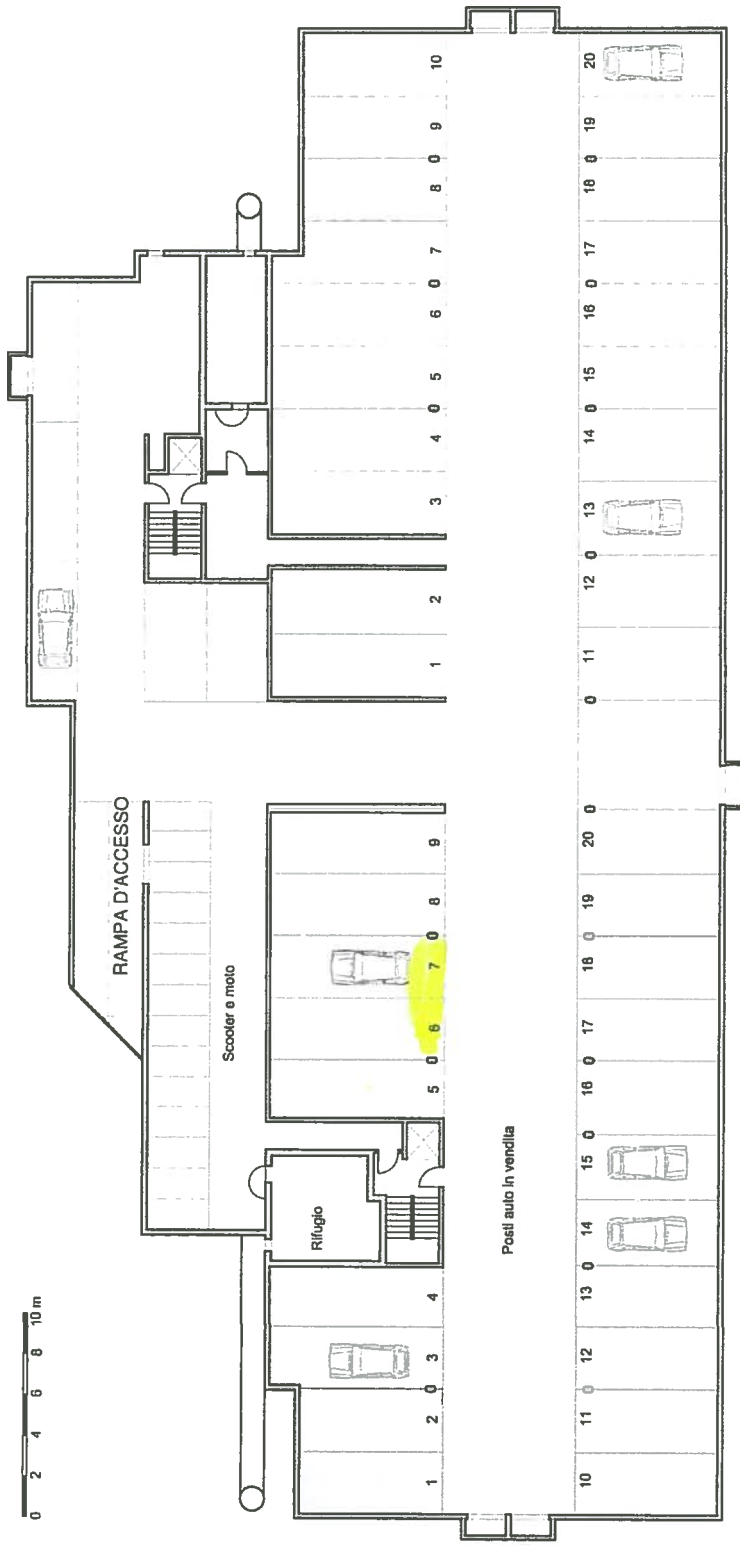 0 2 4 6 8 10 m
RAMPA D'ACCESSO
Scooter e moto
Rifugio
1 2 3 4 5 6 7 8 9 1 2 3 4 5 6 7 8 9 10
Posti auto in vendita
10 11 12 13 14 15 16 17 18 19 20 11 12 13 14 15 16 17 18 19 20